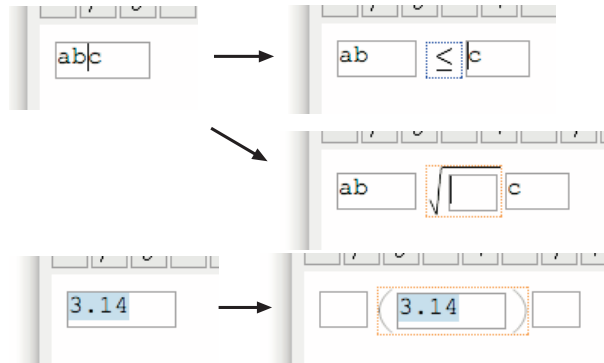 abc
ab ≤ c
ab √ c
3.14
( 3.14 )